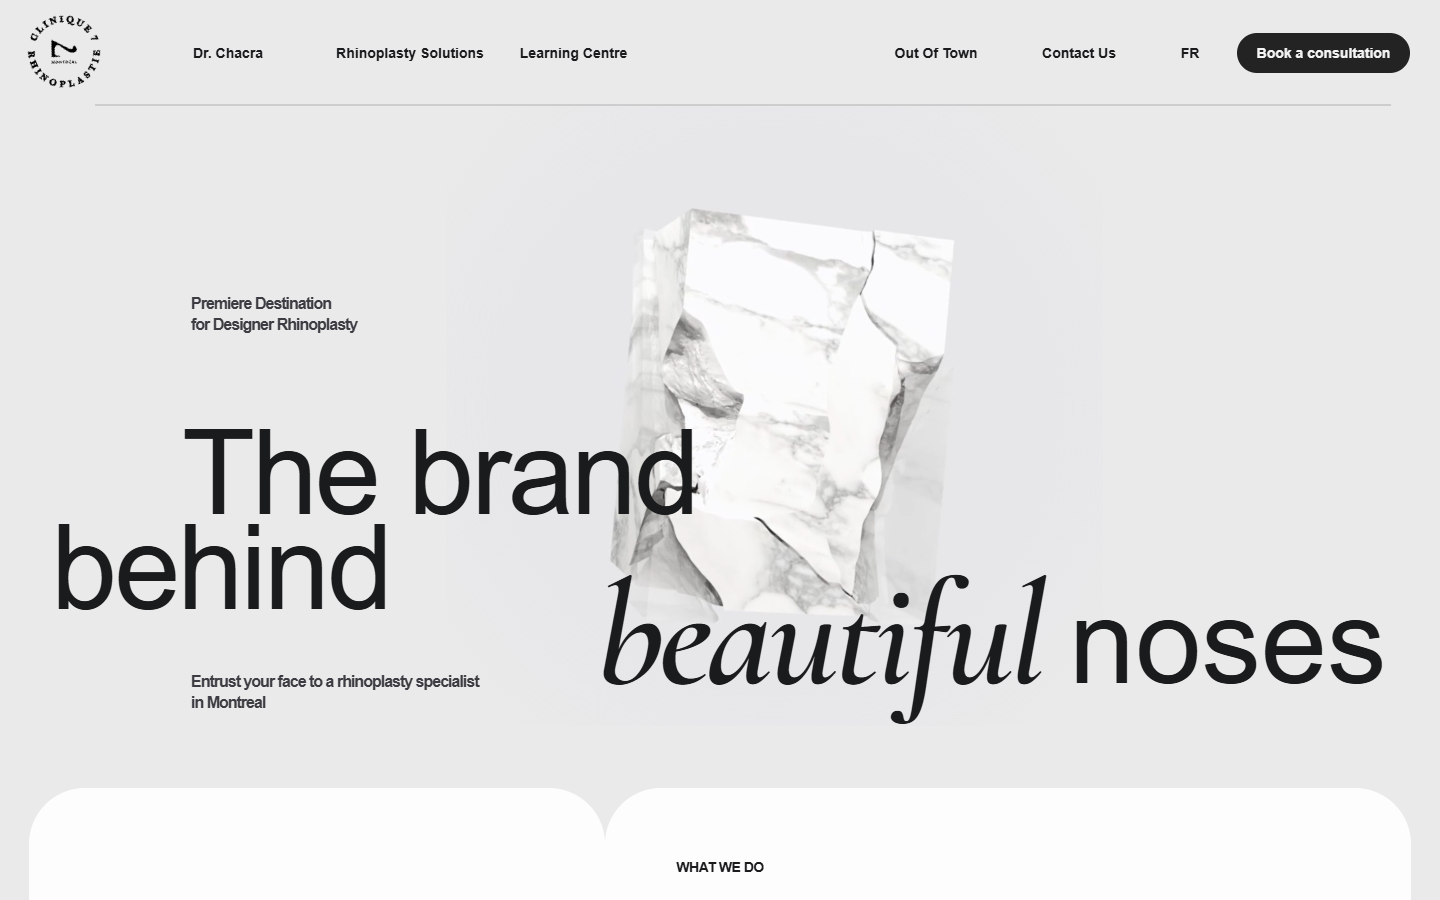 CLINIQUE 7
RHINOPLASTIE
7
MONTRÉAL
Dr. Chacra
Rhinoplasty Solutions
Learning Centre
Out Of Town
Contact Us
FR
Book a consultation
Premiere Destination
for Designer Rhinoplasty
The brand
behind
beautiful noses
Entrust your face to a rhinoplasty specialist
in Montreal
WHAT WE DO